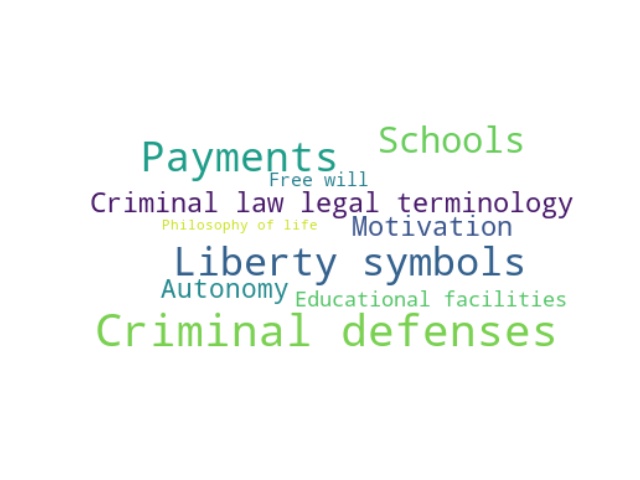 Schools
Payments
Free will
Criminal law legal terminology
Philosophy of life
Motivation
Liberty symbols
Autonomy
Educational facilities
Criminal defenses